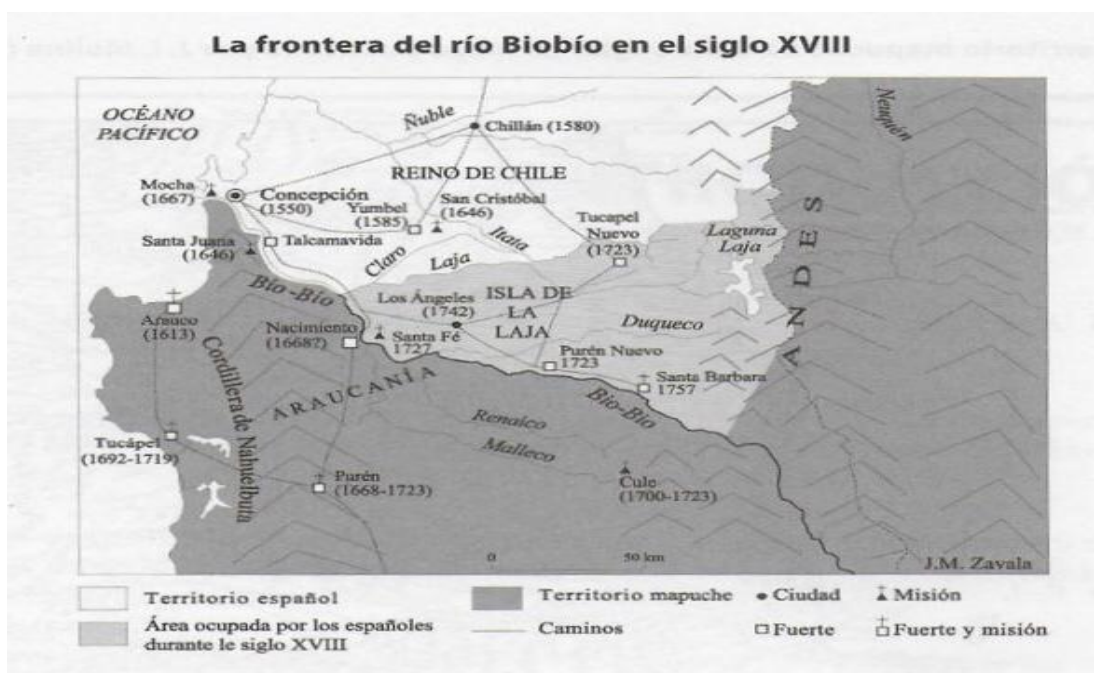 La frontera del río Biobío en el siglo XVIII
OCÉANO
PACÍFICO
Ñuble
Chillán (1580)
Neuquén
REINO DE CHILE
Mocha
(1667)
Concepción
(1550)
Yumbel
(1585)
San Cristóbal
(1646)
Tucapel
Nuevo
(1723)
Santa Juana
(1646)
Talcamavida
Claro
Laja
Itata
Laguna
Laja
ANDES
Bío-Bío
Los Ángeles
(1742)
ISLA DE
LA
LAJA
Duqueco
Arauco
(1613)
Nacimiento
(1668?)
Santa Fé
1727
Purén Nuevo
1723
Santa Barbara
1757
Cordillera de Nahuelbuta
ARAUCANÍA
Bío-Bío
Renaico
Malleco
Tucápel
(1692-1719)
Purén
(1668-1723)
Cule
(1700-1723)
0 50 km
J.M. Zavala
Territorio español
Territorio mapuche
Ciudad
Misión
Área ocupada por los españoles
durante le siglo XVIII
Caminos
Fuerte
Fuerte y misión